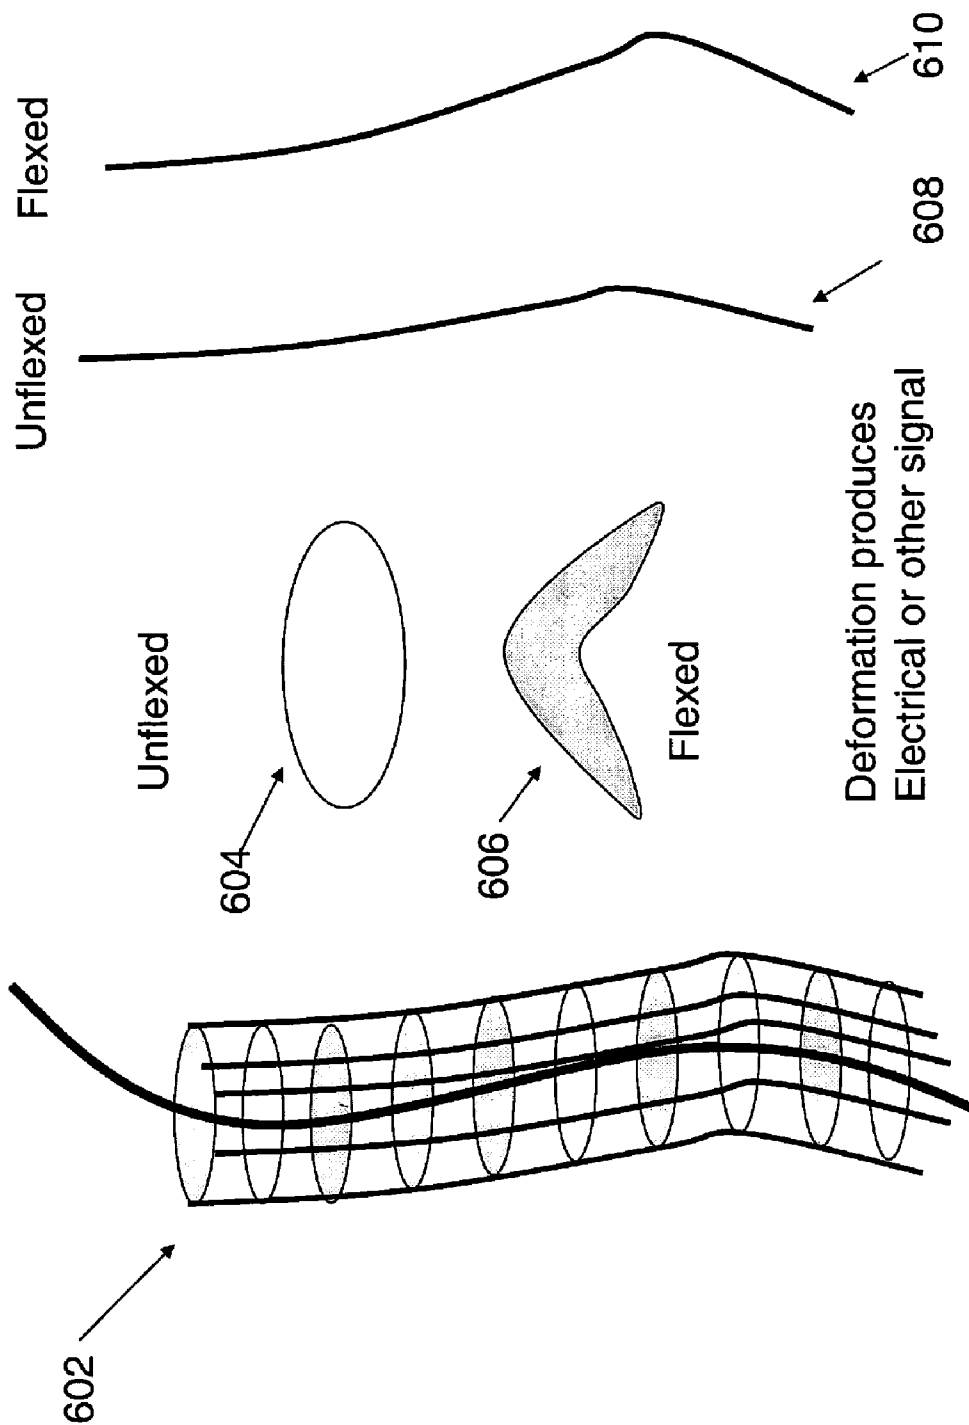 602
604
Unflexed
606
Flexed
Deformation produces
Electrical or other signal
Unflexed
608
Flexed
610